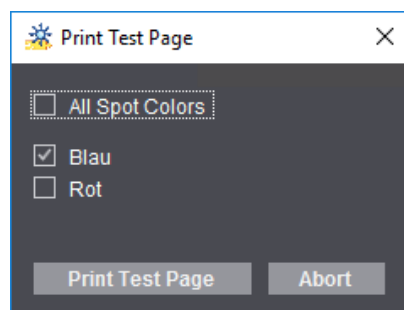 Print Test Page
All Spot Colors
Blau
Rot
Print Test Page Abort